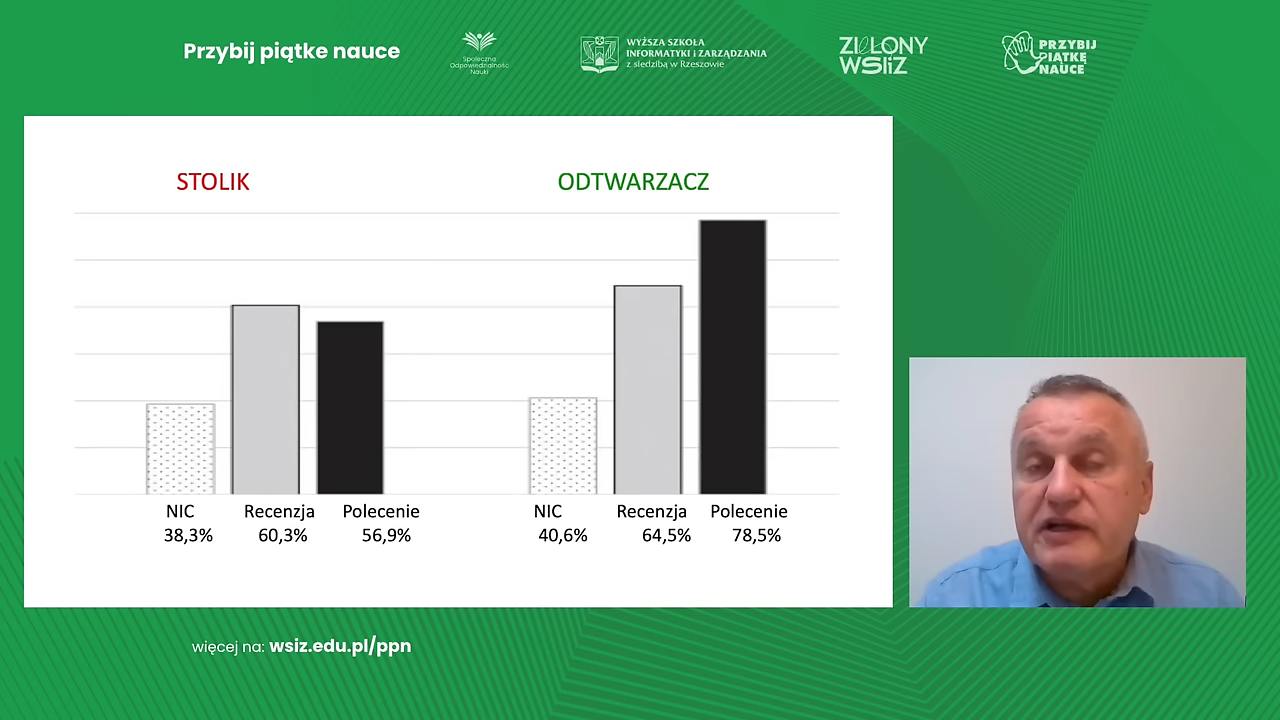 Przybij piątke nauce
Społeczna
Odpowiedzialność
Nauki
WYŻSZA SZKOŁA
INFORMATYKI i ZARZĄDZANIA
z siedzibą w Rzeszowie
ZIELONY
WSIiZ
PRZYBIJ
PIĄTKĘ
NAUCE
STOLIK
ODTWARZACZ
NIC Recenzja Polecenie
38,3% 60,3% 56,9%
NIC Recenzja Polecenie
40,6% 64,5% 78,5%
więcej na: wsiz.edu.pl/ppn